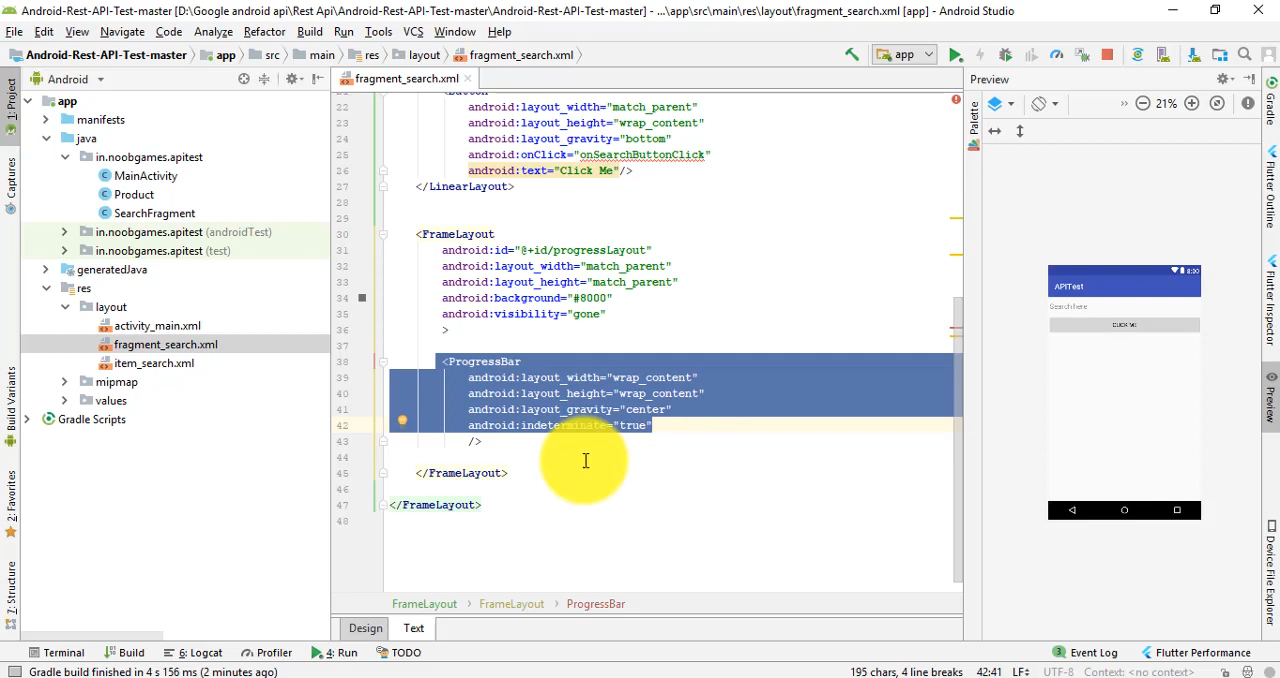 Android-Rest-API-Test-master [D:\Google android api\Rest Api\Android-Rest-API-Test-master\Android-Rest-API-Test-master] - ...\app\src\main\res\layout\fragment_search.xml [app] - Android Studio
File Edit View Navigate Code Analyze Refactor Build Run Tools VCS Window Help
Android-Rest-API-Test-master app src main res layout fragment_search.xml
app
Android
fragment_search.xml
Preview
21%
1: Project
Captures
Build Variants
2: Favorites
7: Structure
app
manifests
java
in.noobgames.apitest
MainActivity
Product
SearchFragment
in.noobgames.apitest (androidTest)
in.noobgames.apitest (test)
generatedJava
res
layout
activity_main.xml
fragment_search.xml
item_search.xml
mipmap
values
Gradle Scripts
21 <Button
22 android:layout_width="match_parent"
23 android:layout_height="wrap_content"
24 android:layout_gravity="bottom"
25 android:onClick="onSearchButtonClick"
26 android:text="Click Me"/>
27 </LinearLayout>
28
29
30 <FrameLayout
31 android:id="@+id/progressLayout"
32 android:layout_width="match_parent"
33 android:layout_height="match_parent"
34 android:background="#8000"
35 android:visibility="gone"
36 >
37
38 <ProgressBar
39 android:layout_width="wrap_content"
40 android:layout_height="wrap_content"
41 android:layout_gravity="center"
42 android:indeterminate="true"
43 />
44
45 </FrameLayout>
46
47 </FrameLayout>
48
FrameLayout › FrameLayout › ProgressBar
Design Text
Palette
8:00
APITest
Search here
CLICK ME
Gradle
Flutter Outline
Flutter Inspector
Preview
Device File Explorer
Terminal Build 6: Logcat Profiler 4: Run TODO
3 Event Log Flutter Performance
Gradle build finished in 4 s 156 ms (2 minutes ago)
195 chars, 4 line breaks 42:41 LF÷ UTF-8 Context: <no context>